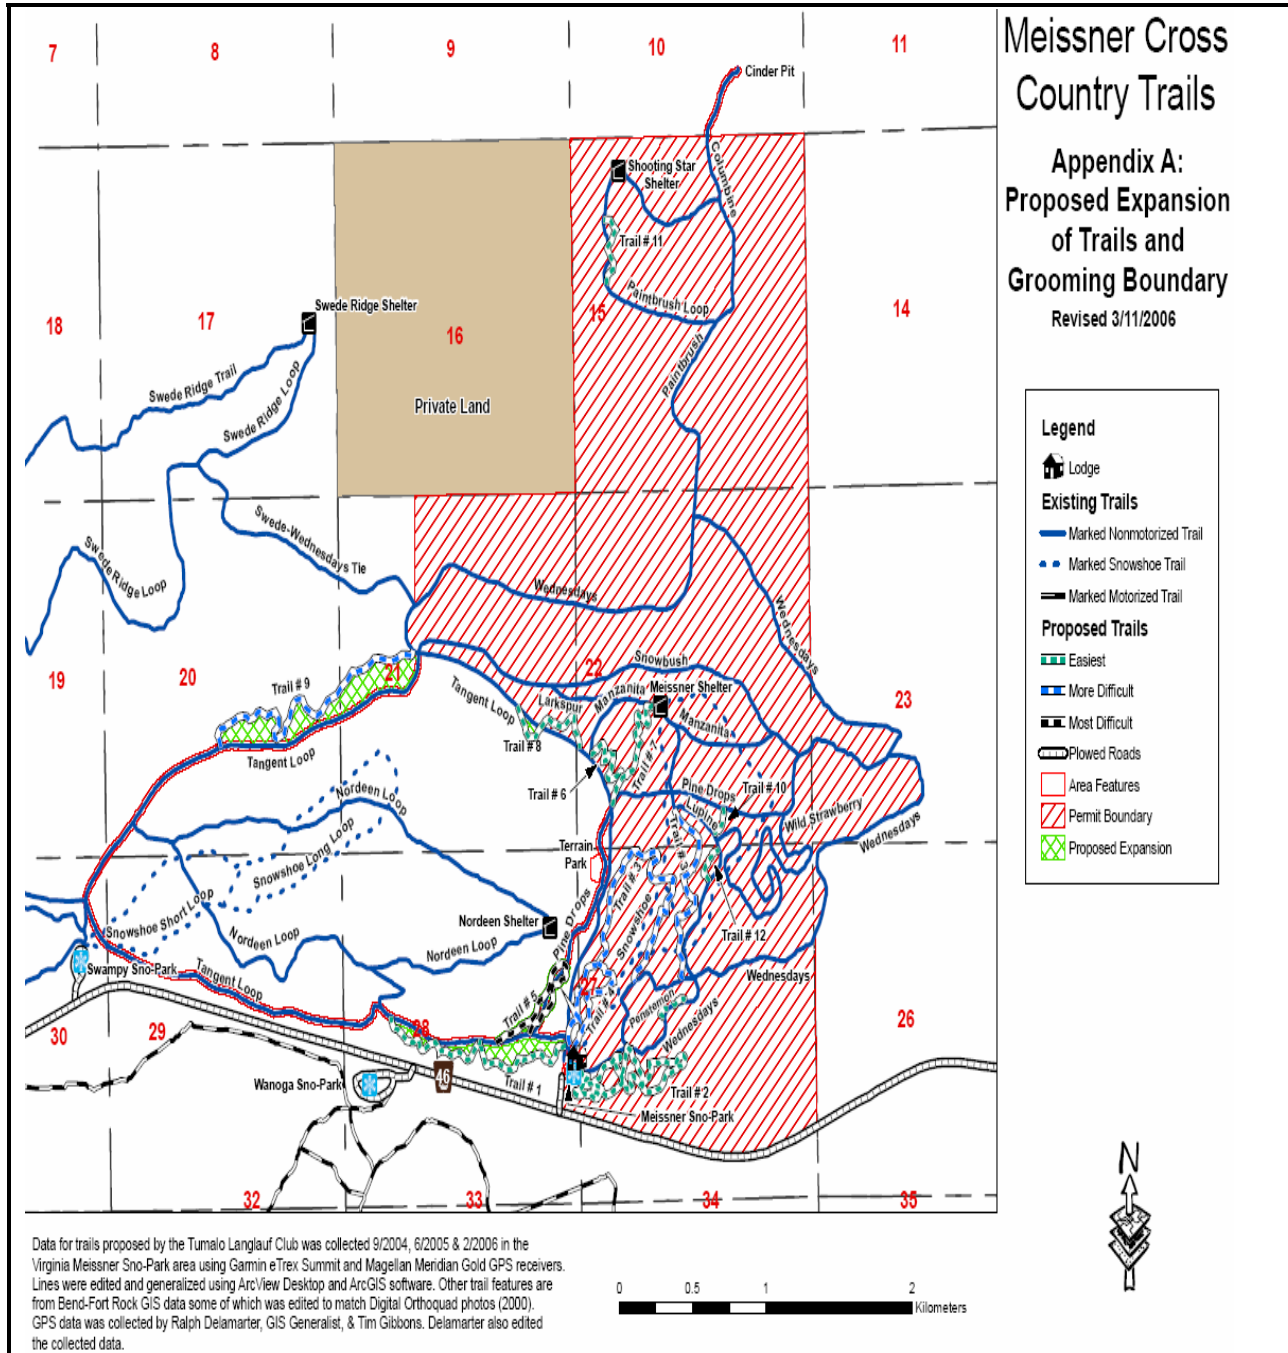 Meissner Cross
Country Trails
Appendix A:
Proposed Expansion
of Trails and
Grooming Boundary
Revised 3/11/2006
Legend
Lodge
Existing Trails
Marked Nonmotorized Trail
Marked Snowshoe Trail
Marked Motorized Trail
Proposed Trails
Easiest
More Difficult
Most Difficult
Plowed Roads
Area Features
Permit Boundary
Proposed Expansion
7
8
9
10
11
Cinder Pit
Columbine
Shooting Star
Shelter
Trail # 11
Paintbrush Loop
15
14
Paintbrush
Swede Ridge Shelter
18
17
16
Private Land
Swede Ridge Trail
Swede Ridge Loop
Swede-Wednesdays Tie
Swede Ridge Loop
Wednesdays
Wednesdays
19
20
21
22
23
Trail # 9
Snowbush
Tangent Loop
Larkspur
Manzanita
Meissner Shelter
Manzanita
Trail # 8
Trail # 7
Tangent Loop
Trail # 6
Nordeen Loop
Pine Drops
Trail # 10
Lupine
Wild Strawberry
Wednesdays
Snowshoe Long Loop
Terrain
Park
Trail # 3
Trail # 3
Snowshoe
Trail # 12
Snowshoe Short Loop
Nordeen Shelter
Pine Drops
Nordeen Loop
Nordeen Loop
Wednesdays
Swampy Sno-Park
Tangent Loop
27
Trail # 4
Penstemon
Trail # 5
Wednesdays
30
29
28
26
Wanoga Sno-Park
46
Trail # 1
Trail # 2
Meissner Sno-Park
32
33
34
35
N
Data for trails proposed by the Tumalo Langlauf Club was collected 9/2004, 6/2005 & 2/2006 in the
Virginia Meissner Sno-Park area using Garmin eTrex Summit and Magellan Meridian Gold GPS receivers.
Lines were edited and generalized using ArcView Desktop and ArcGIS software. Other trail features are
from Bend-Fort Rock GIS data some of which was edited to match Digital Orthoquad photos (2000).
GPS data was collected by Ralph Delamarter, GIS Generalist, & Tim Gibbons. Delamarter also edited
the collected data.
0 0.5 1 2
Kilometers